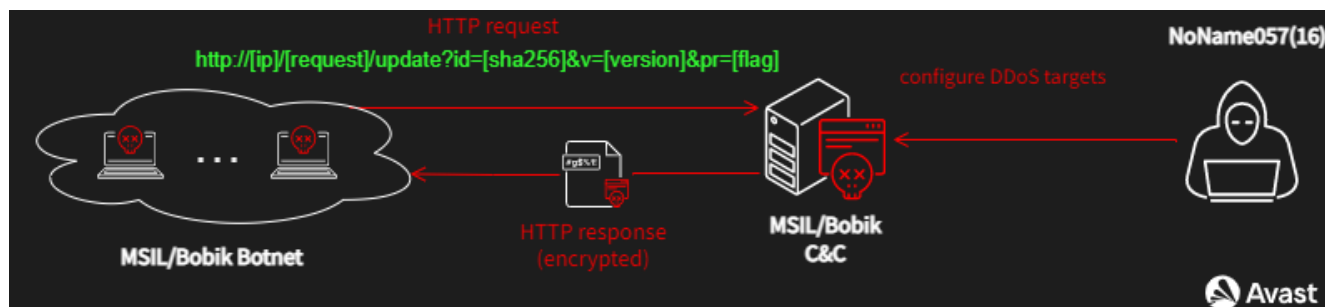 HTTP request
NoName057(16)
http://[ip]/[request]/update?id=[sha256]&v=[version]&pr=[flag]
configure DDoS targets
#g$%'E
HTTP response
(encrypted)
MSIL/Bobik
C&C
MSIL/Bobik Botnet
Avast